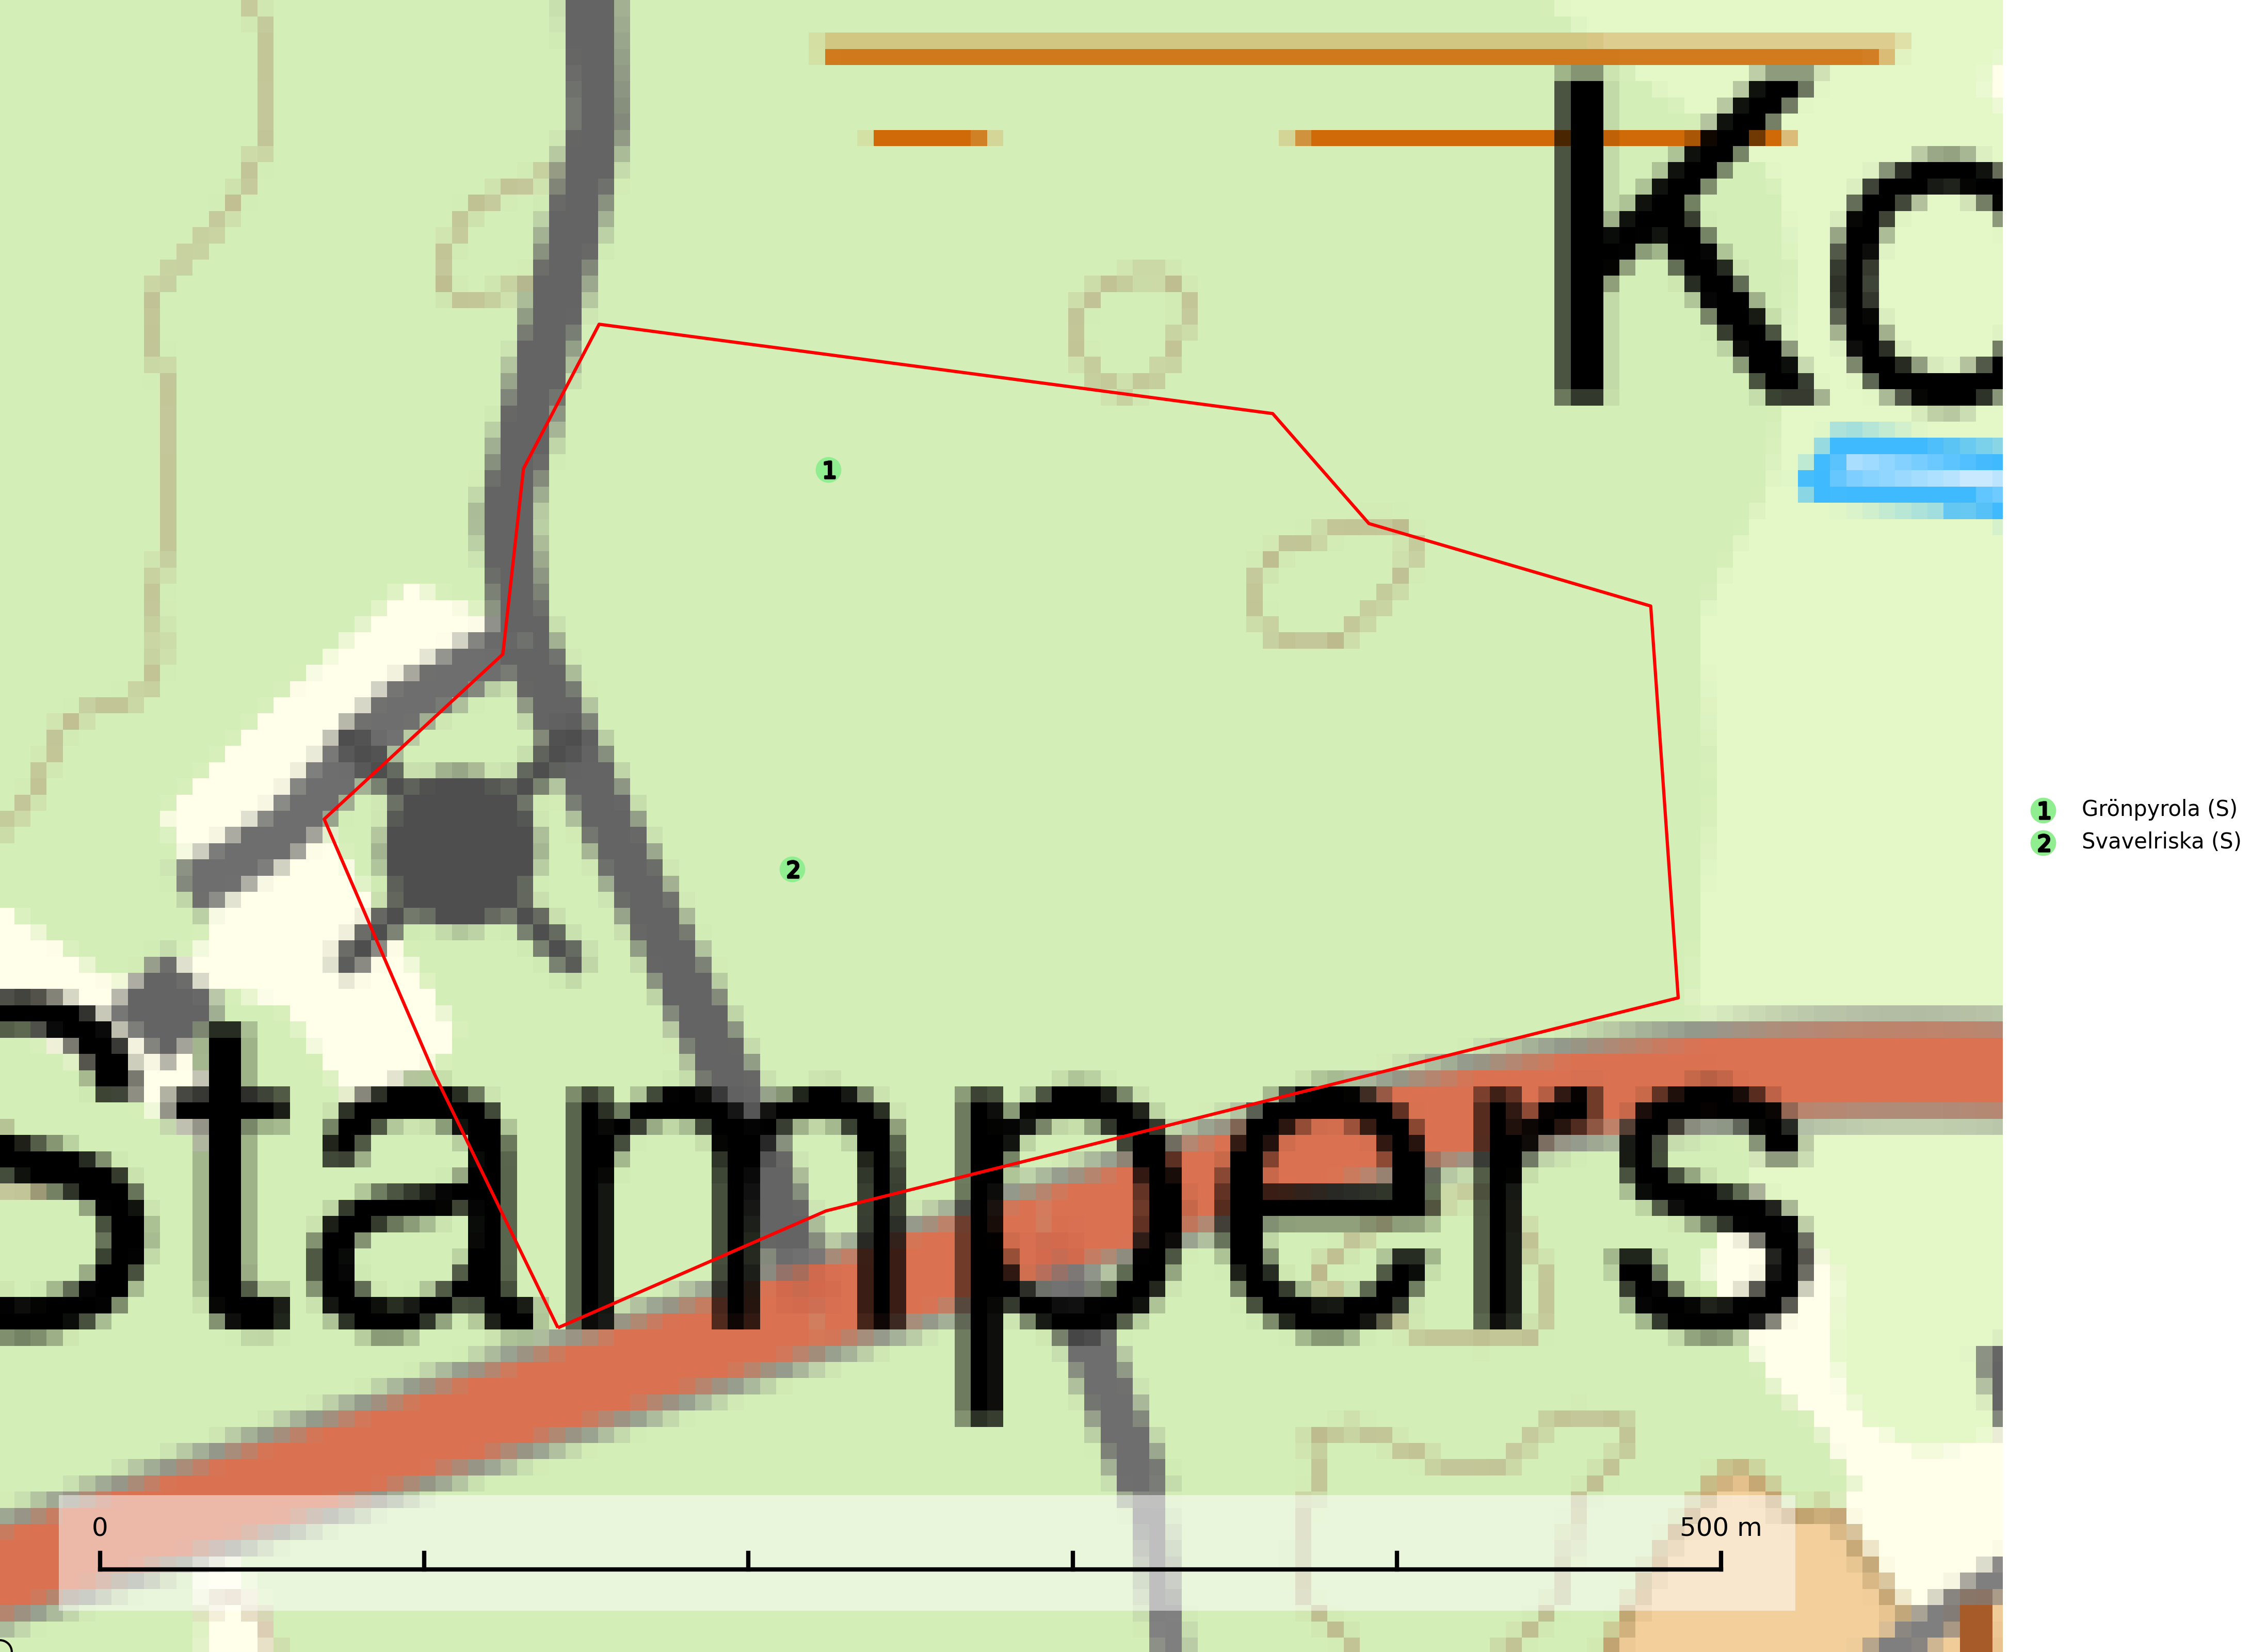 Ko
1
2
1 Grönpyrola (S)
2 Svavelriska (S)
Stampers
0 500 m